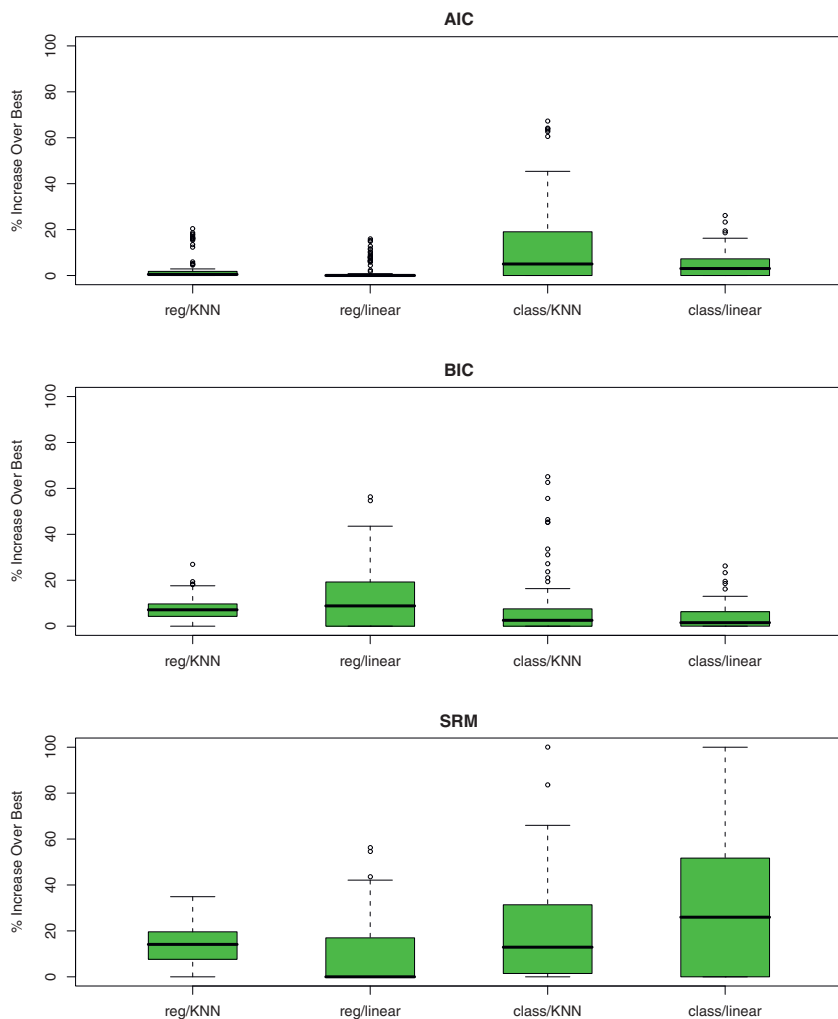 AIC
% Increase Over Best
0 20 40 60 80 100
reg/KNN reg/linear class/KNN class/linear
BIC
% Increase Over Best
0 20 40 60 80 100
reg/KNN reg/linear class/KNN class/linear
SRM
% Increase Over Best
0 20 40 60 80 100
reg/KNN reg/linear class/KNN class/linear